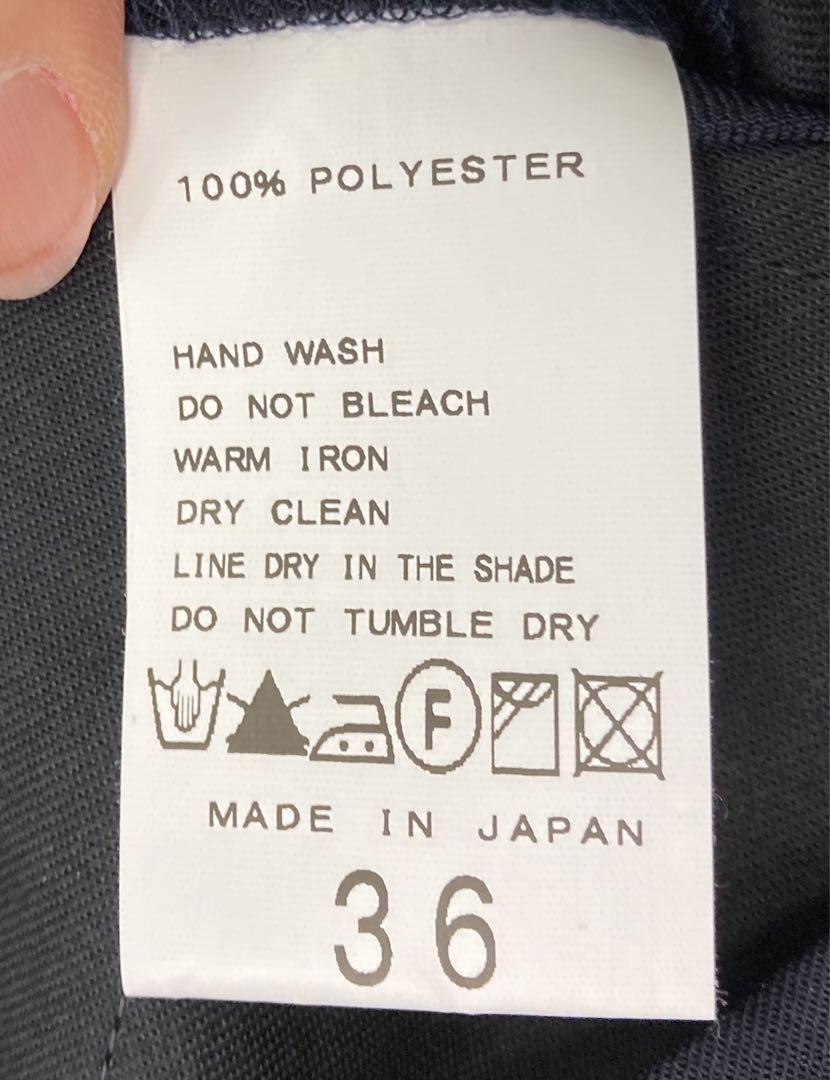 100% POLYESTER
HAND WASH
DO NOT BLEACH
WARM IRON
DRY CLEAN
LINE DRY IN THE SHADE
DO NOT TUMBLE DRY
F
MADE IN JAPAN
36